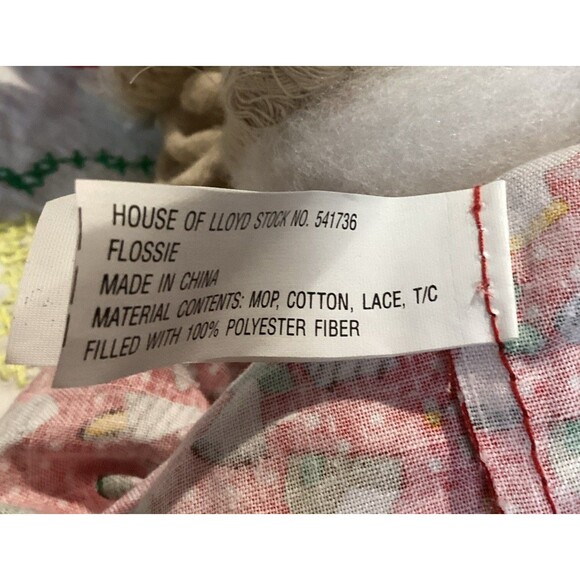 HOUSE OF LLOYD STOCK NO. 541736
FLOSSIE
MADE IN CHINA
MATERIAL CONTENTS: MOP, COTTON, LACE, T/C
FILLED WITH 100% POLYESTER FIBER